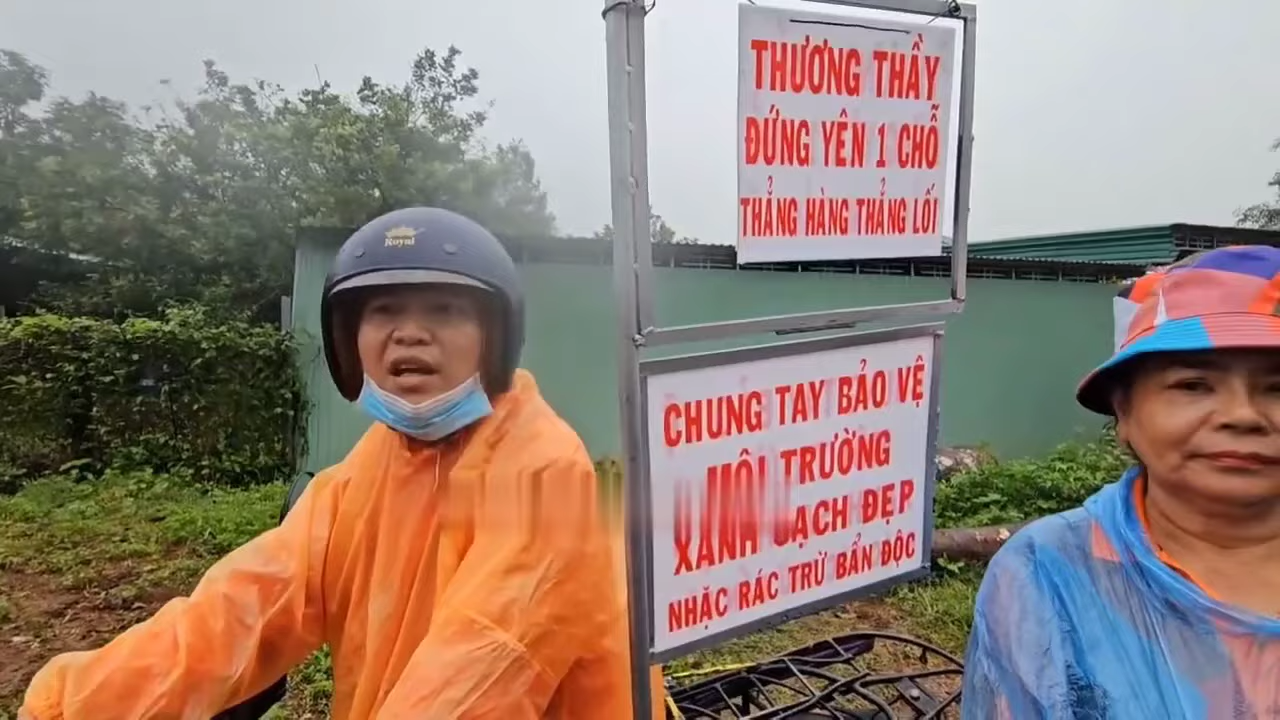 Royal
THƯƠNG THẦY
ĐỨNG YÊN 1 CHỖ
THẲNG HÀNG THẲNG LỐI
CHUNG TAY BẢO VỆ
MÔI TRƯỜNG
XANH SẠCH ĐẸP
NHẶC RÁC TRỪ BẨN ĐỘC